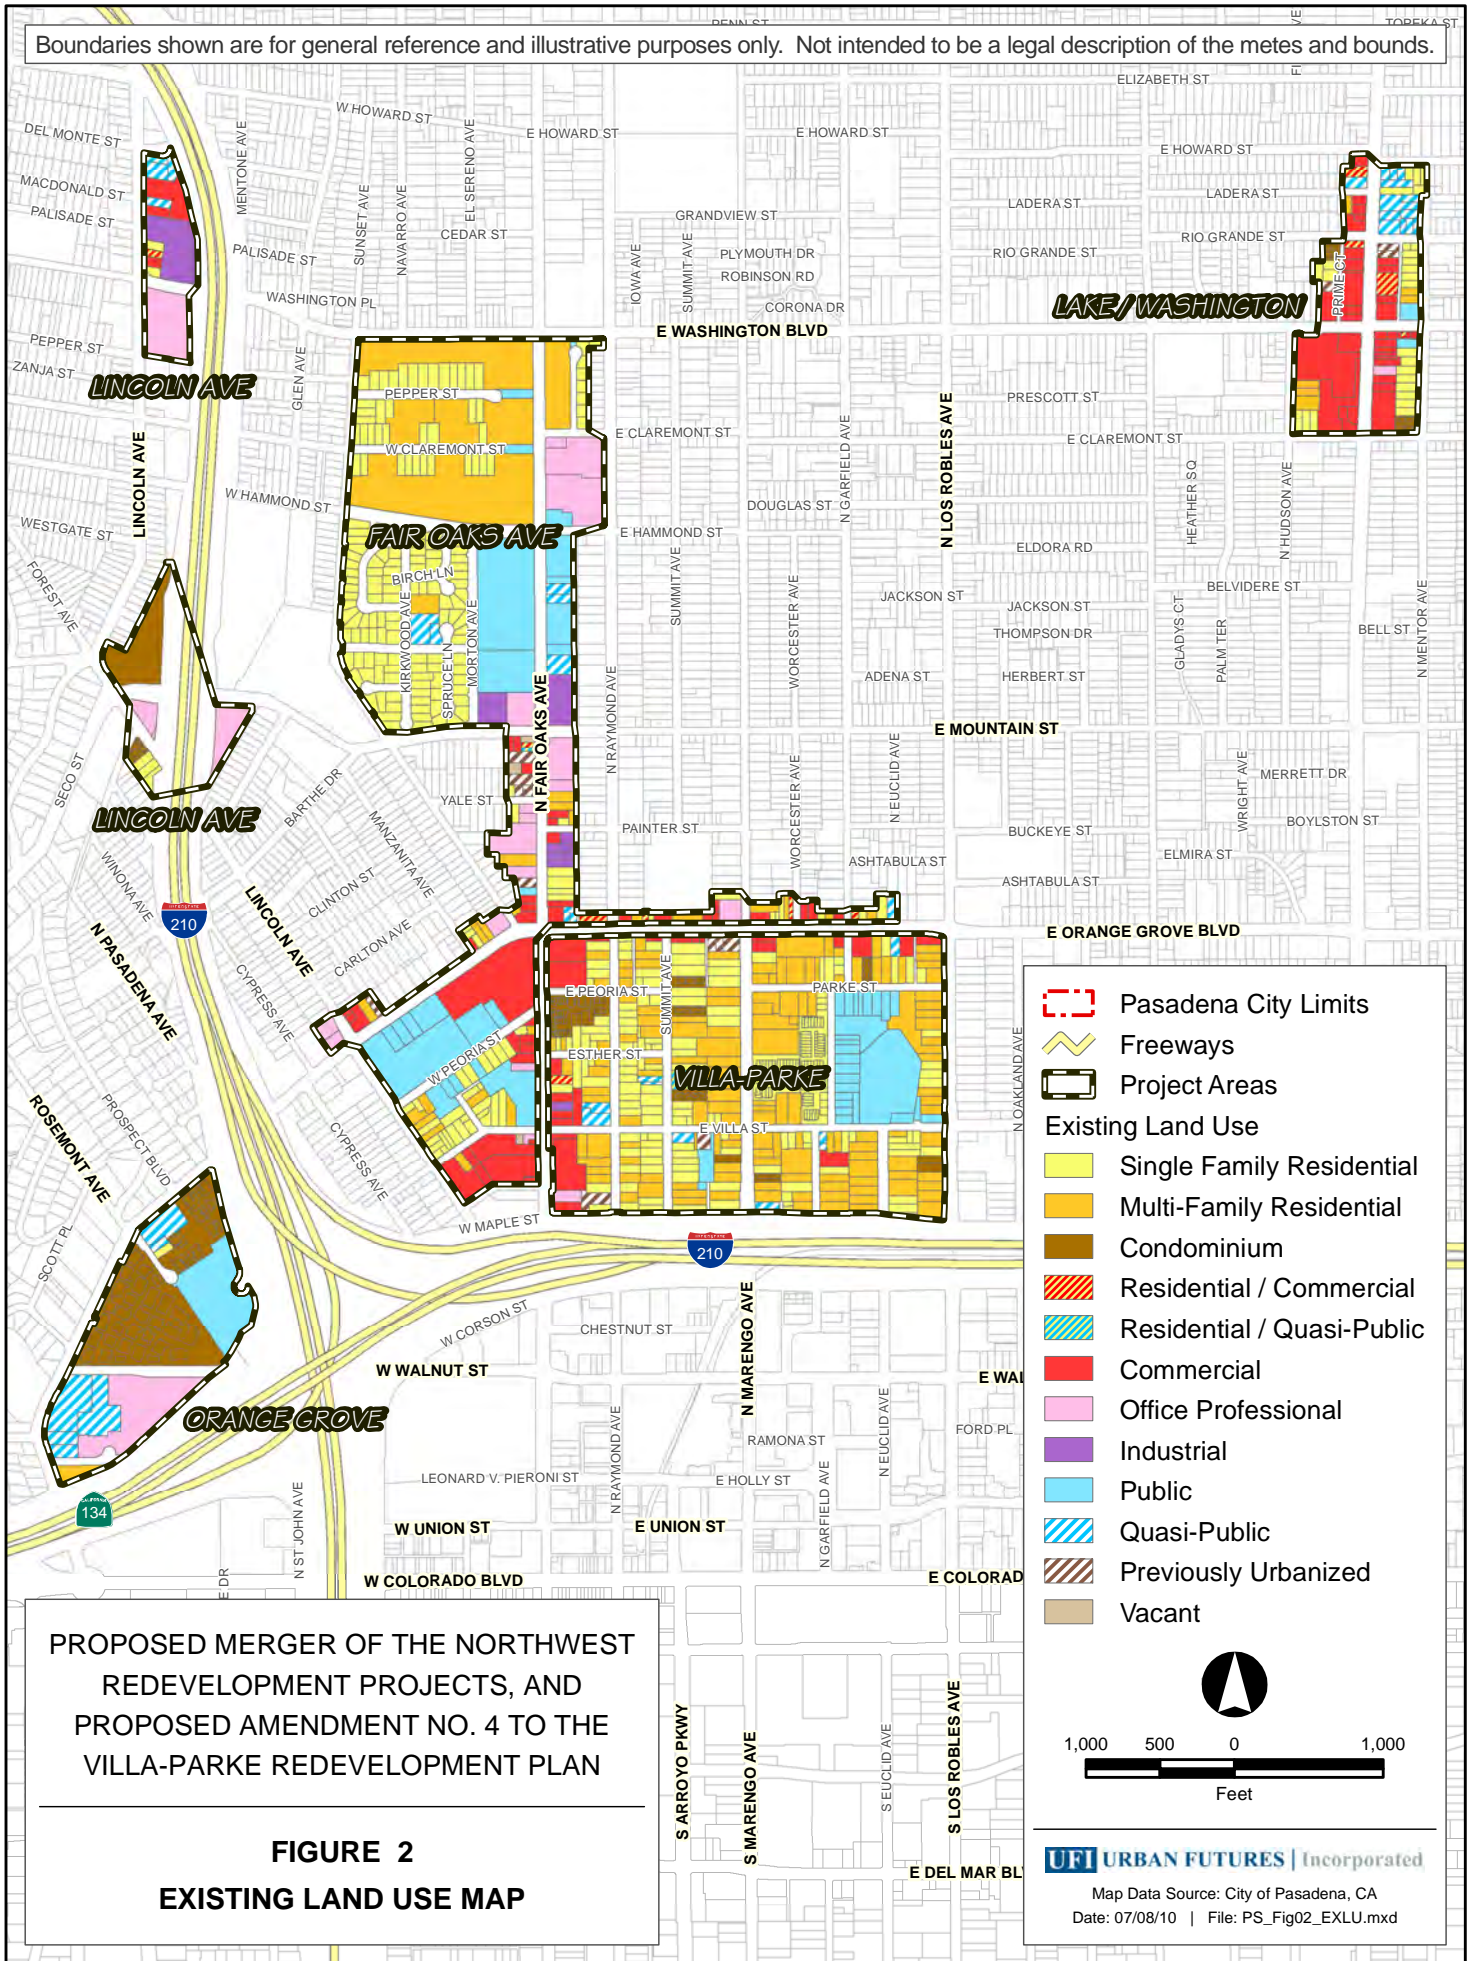 PENN ST
TOPEKA ST
Boundaries shown are for general reference and illustrative purposes only. Not intended to be a legal description of the metes and bounds.
ELIZABETH ST
W HOWARD ST
E HOWARD ST
E HOWARD ST
E HOWARD ST
DEL MONTE ST
MACDONALD ST
PALISADE ST
MENTONE AVE
SUNSET AVE
NAVARRO AVE
EL SERENO AVE
CEDAR ST
PALISADE ST
WASHINGTON PL
GRANDVIEW ST
PLYMOUTH DR
ROBINSON RD
CORONA DR
IOWA AVE
SUMMIT AVE
LADERA ST
LADERA ST
RIO GRANDE ST
RIO GRANDE ST
PRIME CT
LAKE / WASHINGTON
E WASHINGTON BLVD
PEPPER ST
ZANJA ST
LINCOLN AVE
GLEN AVE
PEPPER ST
W CLAREMONT ST
E CLAREMONT ST
PRESCOTT ST
E CLAREMONT ST
LINCOLN AVE
W HAMMOND ST
WESTGATE ST
FOREST AVE
FAIR OAKS AVE
E HAMMOND ST
DOUGLAS ST
N GARFIELD AVE
N LOS ROBLES AVE
HEATHER SQ
N HUDSON AVE
ELDORA RD
BELVIDERE ST
BIRCH LN
KIRKWOOD AVE
SPRUCE LN
MORTON AVE
SUMMIT AVE
WORCESTER AVE
JACKSON ST
JACKSON ST
THOMPSON DR
GLADYS CT
PALM TER
BELL ST
N MENTOR AVE
ADENA ST
HERBERT ST
N RAYMOND AVE
N FAIR OAKS AVE
E MOUNTAIN ST
SECO ST
LINCOLN AVE
BARTHE DR
YALE ST
MANZANITA AVE
PAINTER ST
WORCESTER AVE
N EUCLID AVE
ASHTABULA ST
BUCKEYE ST
ASHTABULA ST
WRIGHT AVE
MERRETT DR
BOYLSTON ST
ELMIRA ST
WINONA AVE
CLINTON ST
LINCOLN AVE
CARLTON AVE
CYPRESS AVE
INTERSTATE
210
N PASADENA AVE
E ORANGE GROVE BLVD
E PEORIA ST
SUMMIT AVE
PARKE ST
W PEORIA ST
ESTHER ST
VILLA-PARKE
E VILLA ST
N OAKLAND AVE
ROSEMONT AVE
PROSPECT BLVD
CYPRESS AVE
SCOTT PL
W MAPLE ST
INTERSTATE
210
W CORSON ST
CHESTNUT ST
N MARENGO AVE
W WALNUT ST
E WAL
ORANGE GROVE
N RAYMOND AVE
RAMONA ST
N EUCLID AVE
FORD PL
LEONARD V. PIERONI ST
E HOLLY ST
N GARFIELD AVE
CALIFORNIA
134
N ST JOHN AVE
W UNION ST
E UNION ST
W COLORADO BLVD
E COLORAD
E DR
S ARROYO PKWY
S MARENGO AVE
S EUCLID AVE
S LOS ROBLES AVE
E DEL MAR BLV
Pasadena City Limits
Freeways
Project Areas
Existing Land Use
Single Family Residential
Multi-Family Residential
Condominium
Residential / Commercial
Residential / Quasi-Public
Commercial
Office Professional
Industrial
Public
Quasi-Public
Previously Urbanized
Vacant
1,000 500 0 1,000
Feet
UFI URBAN FUTURES | Incorporated
Map Data Source: City of Pasadena, CA
Date: 07/08/10 | File: PS_Fig02_EXLU.mxd
PROPOSED MERGER OF THE NORTHWEST
REDEVELOPMENT PROJECTS, AND
PROPOSED AMENDMENT NO. 4 TO THE
VILLA-PARKE REDEVELOPMENT PLAN
FIGURE 2
EXISTING LAND USE MAP